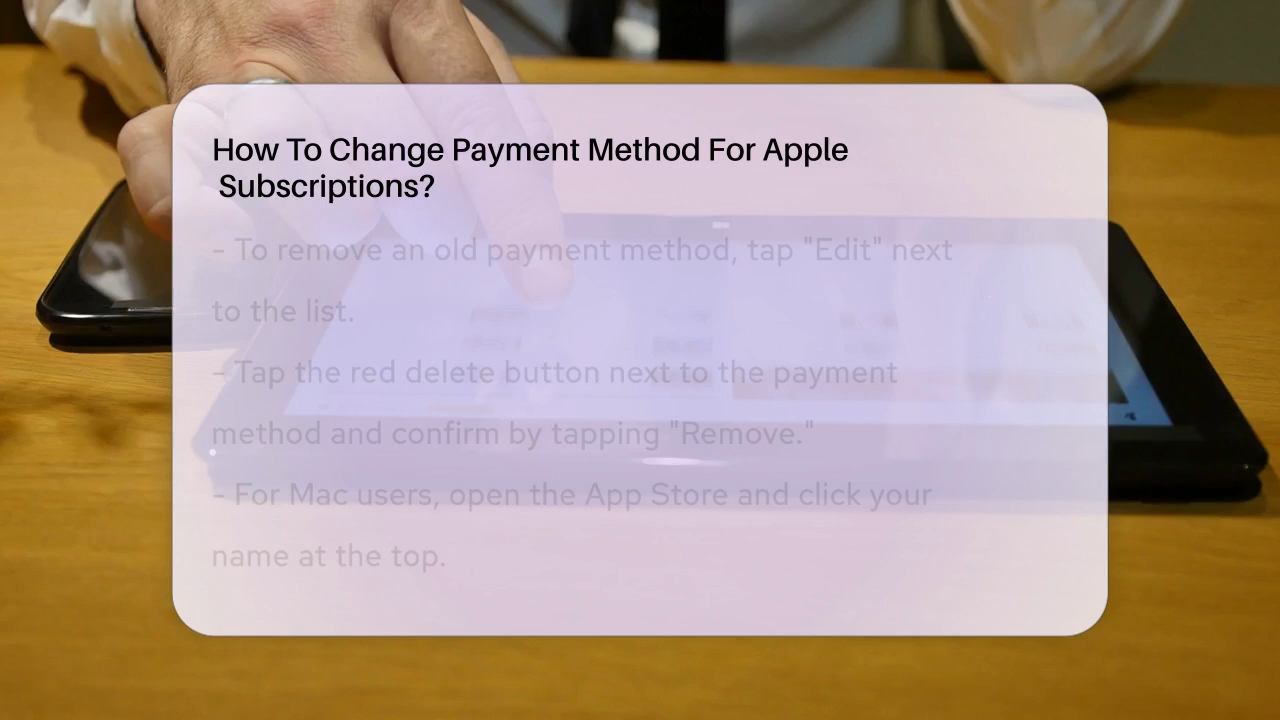 How To Change Payment Method For Apple
Subscriptions?
- To remove an old payment method, tap "Edit" next
to the list.
- Tap the red delete button next to the payment
method and confirm by tapping "Remove."
- For Mac users, open the App Store and click your
name at the top.